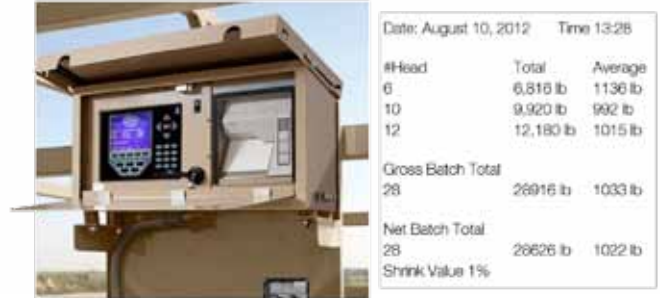 Date: August 10, 2012 Time 13:28
#Head Total Average
6 6,816 lb 1136 lb
10 9,920 lb 992 lb
12 12,180 lb 1015 lb
Gross Batch Total
28 28916 lb 1033 lb
Net Batch Total
28 28626 lb 1022 lb
Shrink Value 1%